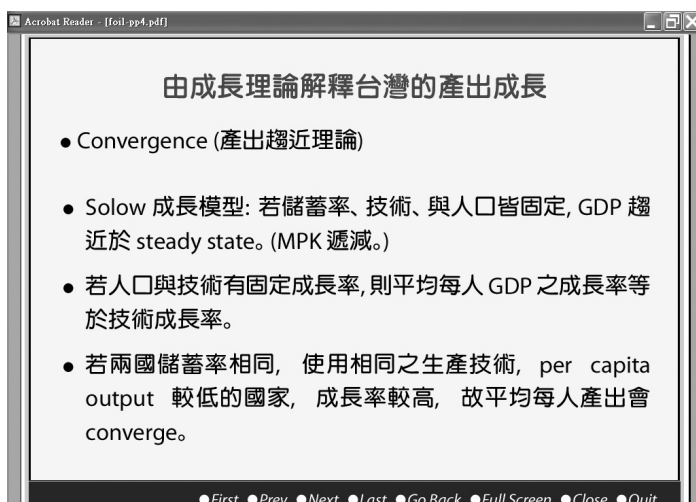 Acrobat Reader - [foil-pp4.pdf]
由成長理論解釋台灣的產出成長
● Convergence (產出趨近理論)
● Solow 成長模型: 若儲蓄率、技術、與人口皆固定, GDP 趨
近於 steady state。(MPK 遞減。)
● 若人口與技術有固定成長率, 則平均每人 GDP 之成長率等
於技術成長率。
● 若兩國儲蓄率相同, 使用相同之生產技術, per capita
output 較低的國家, 成長率較高, 故平均每人產出會
converge。
●First ●Prev ●Next ●Last ●Go Back ●Full Screen ●Close ●Quit